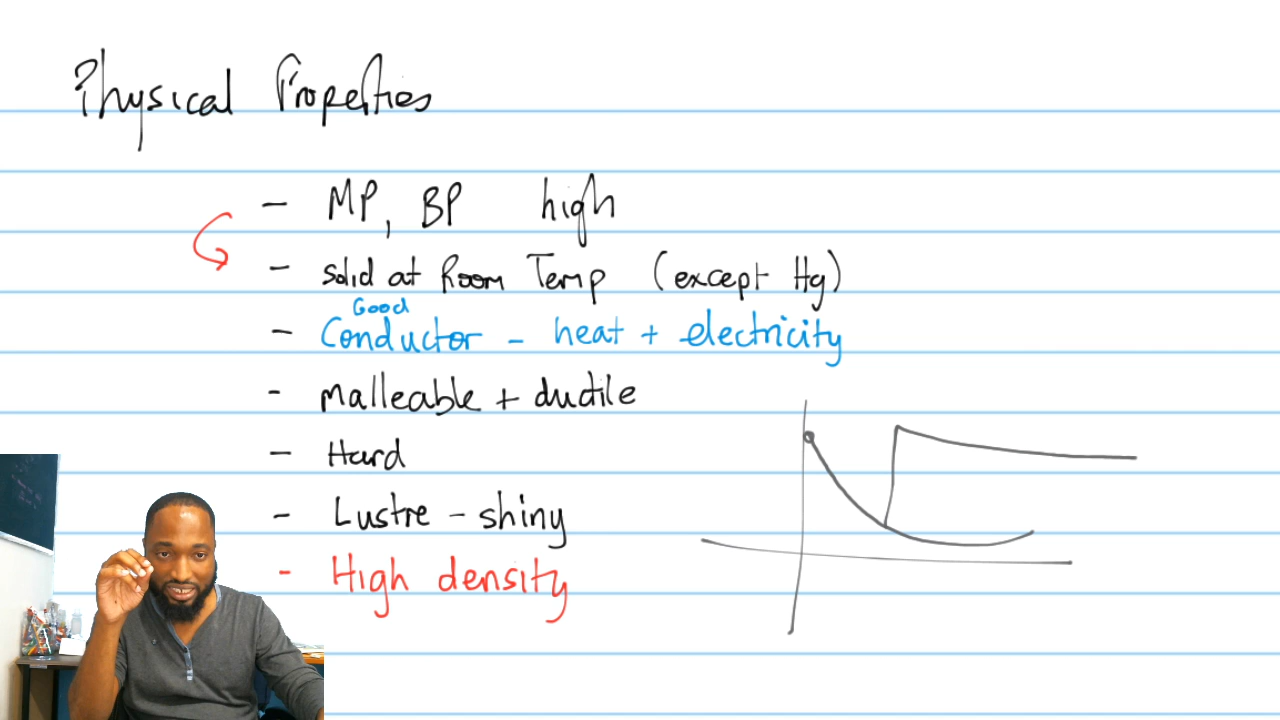 Physical Properties
- MP, BP high
- solid at Room Temp (except Hg)
Good
- Conductor - heat + electricity
- malleable + ductile
- Hard
- Lustre - shiny
- High density